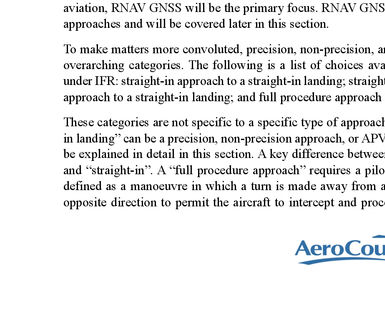 aviation, RNAV GNSS will be the primary focus. RNAV GNS
approaches and will be covered later in this section.
To make matters more convoluted, precision, non-precision, a
overarching categories. The following is a list of choices ava
under IFR: straight-in approach to a straight-in landing; straight
approach to a straight-in landing; and full procedure approach
These categories are not specific to a specific type of approach
in landing” can be a precision, non-precision approach, or APV
be explained in detail in this section. A key difference betwee
and “straight-in”. A “full procedure approach” requires a pilo
defined as a manoeuvre in which a turn is made away from a
opposite direction to permit the aircraft to intercept and proc
AeroCou